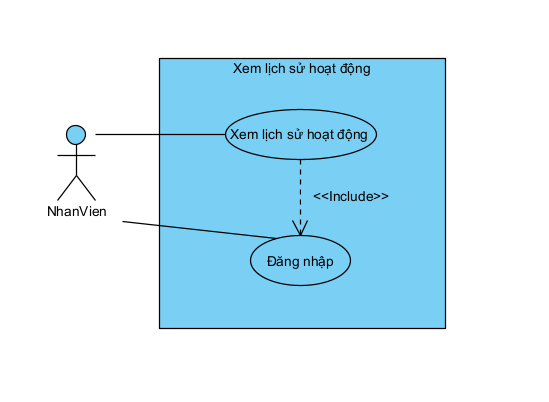 Xem lịch sử hoạt động
Xem lịch sử hoạt động
<<Include>>
NhanVien
Đăng nhập